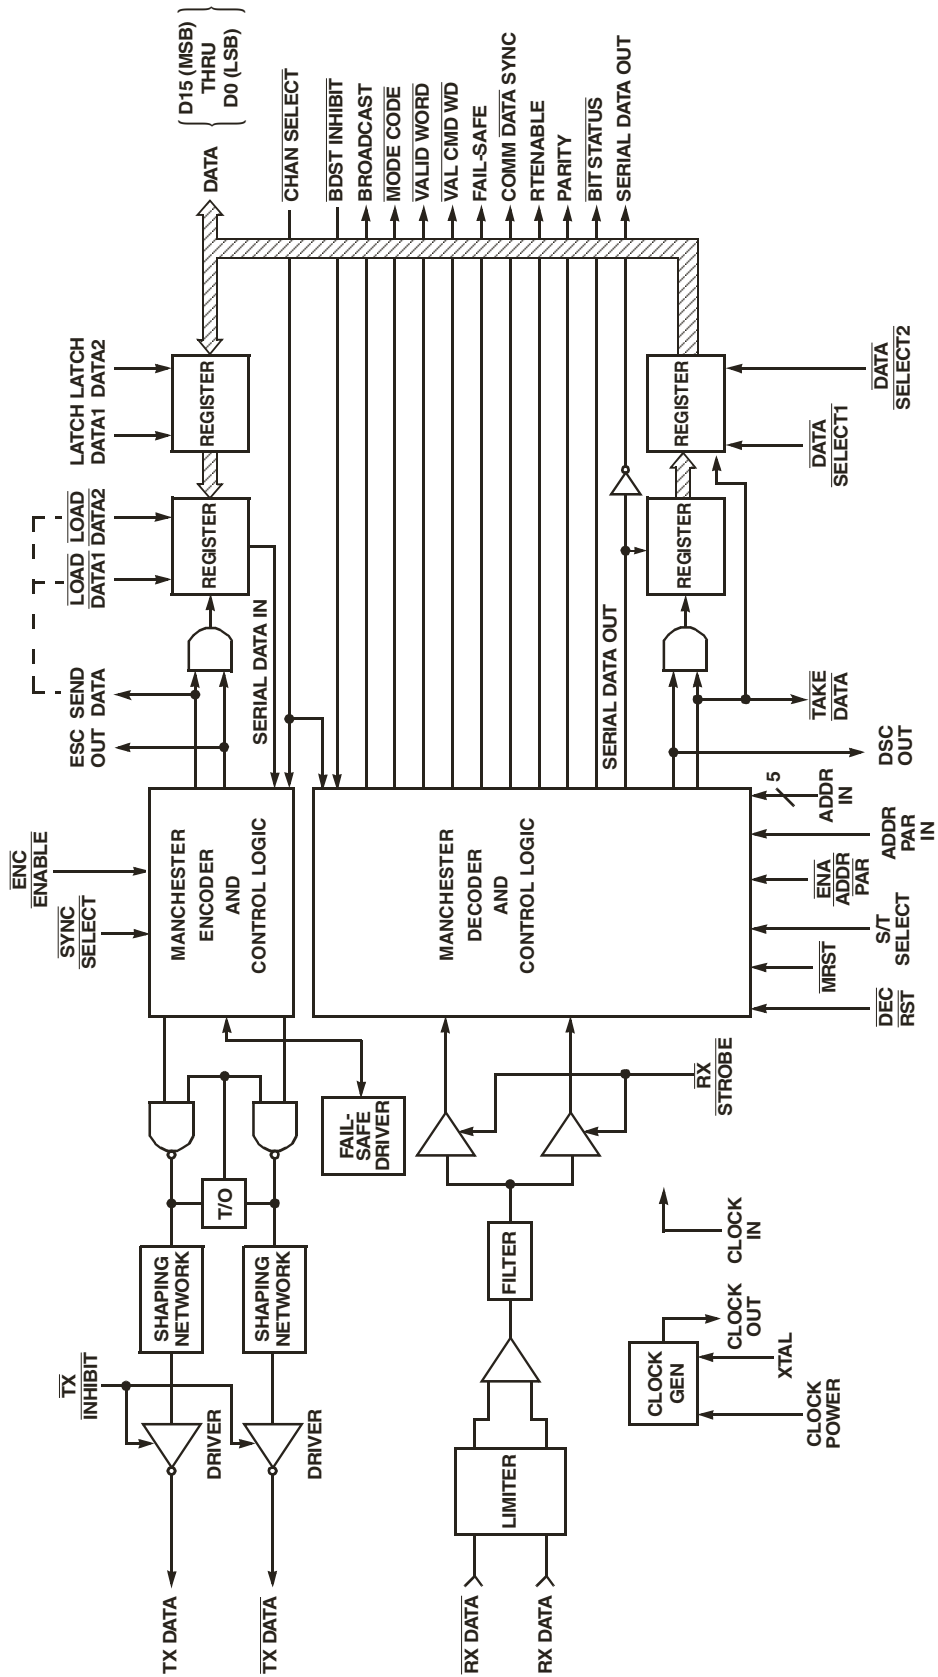 D15 (MSB)
THRU
D0 (LSB)
DATA
CHAN SELECT
BDST INHIBIT
BROADCAST
MODE CODE
VALID WORD
VAL CMD WD
FAIL-SAFE
COMM DATA SYNC
RTENABLE
PARITY
BIT STATUS
SERIAL DATA OUT
LATCH
DATA2
LATCH
DATA1
REGISTER
REGISTER
DATA
SELECT2
DATA
SELECT1
LOAD
DATA2
LOAD
DATA1
REGISTER
REGISTER
SERIAL DATA IN
SERIAL DATA OUT
SEND
DATA
ESC
OUT
TAKE
DATA
DSC
OUT
ENC
ENABLE
SYNC
SELECT
MANCHESTER
ENCODER
AND
CONTROL LOGIC
MANCHESTER
DECODER
AND
CONTROL LOGIC
5
ADDR
IN
ADDR
PAR
IN
ENA
ADDR
PAR
S/T
SELECT
MRST
DEC
RST
FAIL-
SAFE
DRIVER
RX
STROBE
T/O
SHAPING
NETWORK
SHAPING
NETWORK
FILTER
CLOCK
IN
CLOCK
OUT
CLOCK
GEN
XTAL
CLOCK
POWER
TX
INHIBIT
DRIVER
DRIVER
LIMITER
TX DATA
TX DATA
RX DATA
RX DATA